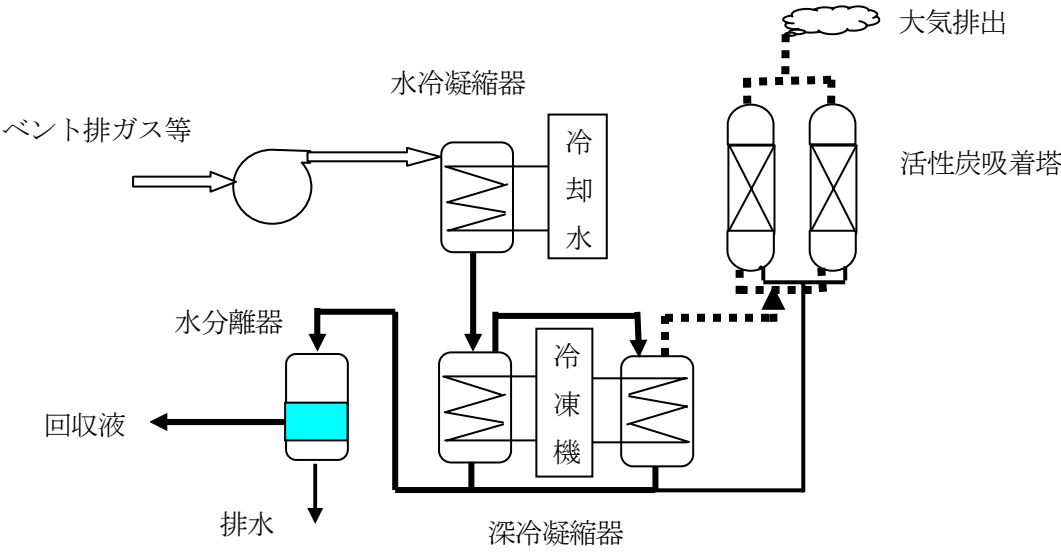 大気排出
水冷凝縮器
ベント排ガス等
冷却水
活性炭吸着塔
水分離器
冷凍機
回収液
排水
深冷凝縮器